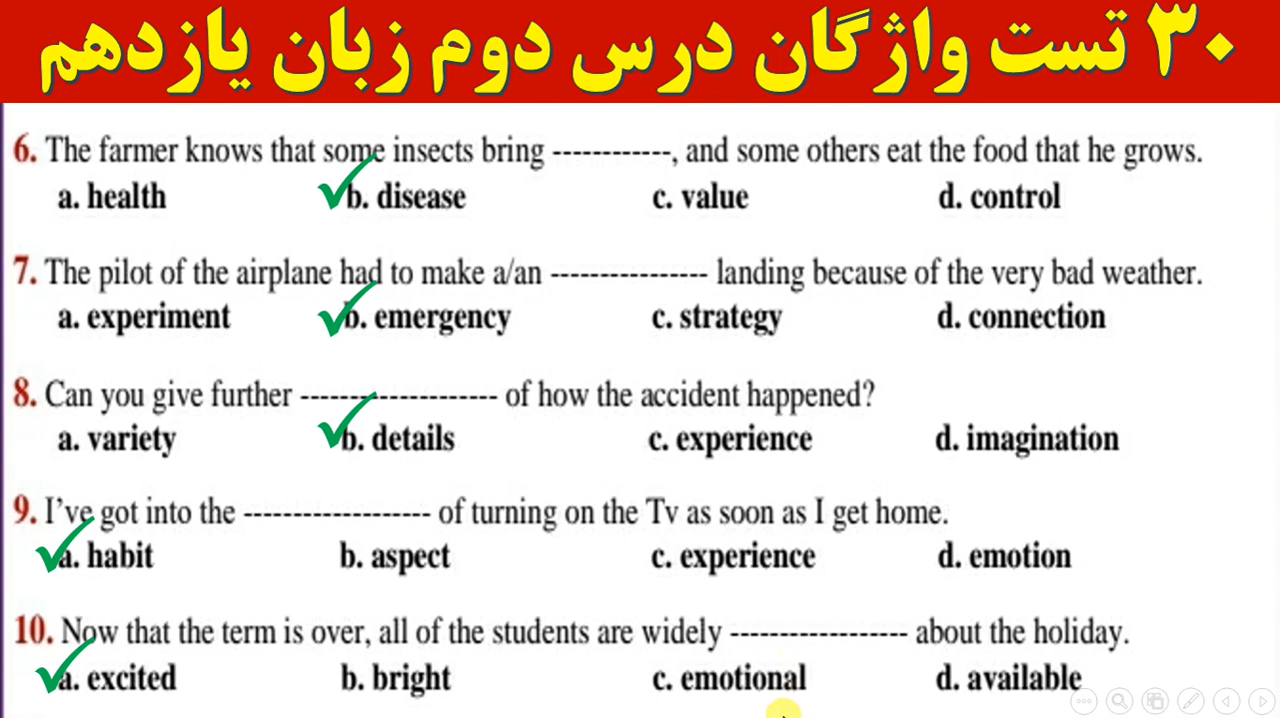 ۳۰ تست واژگان درس دوم زبان یازدهم
6. The farmer knows that some insects bring ------------, and some others eat the food that he grows.
a. health b. disease c. value d. control
7. The pilot of the airplane had to make a/an ---------------- landing because of the very bad weather.
a. experiment b. emergency c. strategy d. connection
8. Can you give further -------------------- of how the accident happened?
a. variety b. details c. experience d. imagination
9. I've got into the ------------------- of turning on the Tv as soon as I get home.
a. habit b. aspect c. experience d. emotion
10. Now that the term is over, all of the students are widely ------------------ about the holiday.
a. excited b. bright c. emotional d. available